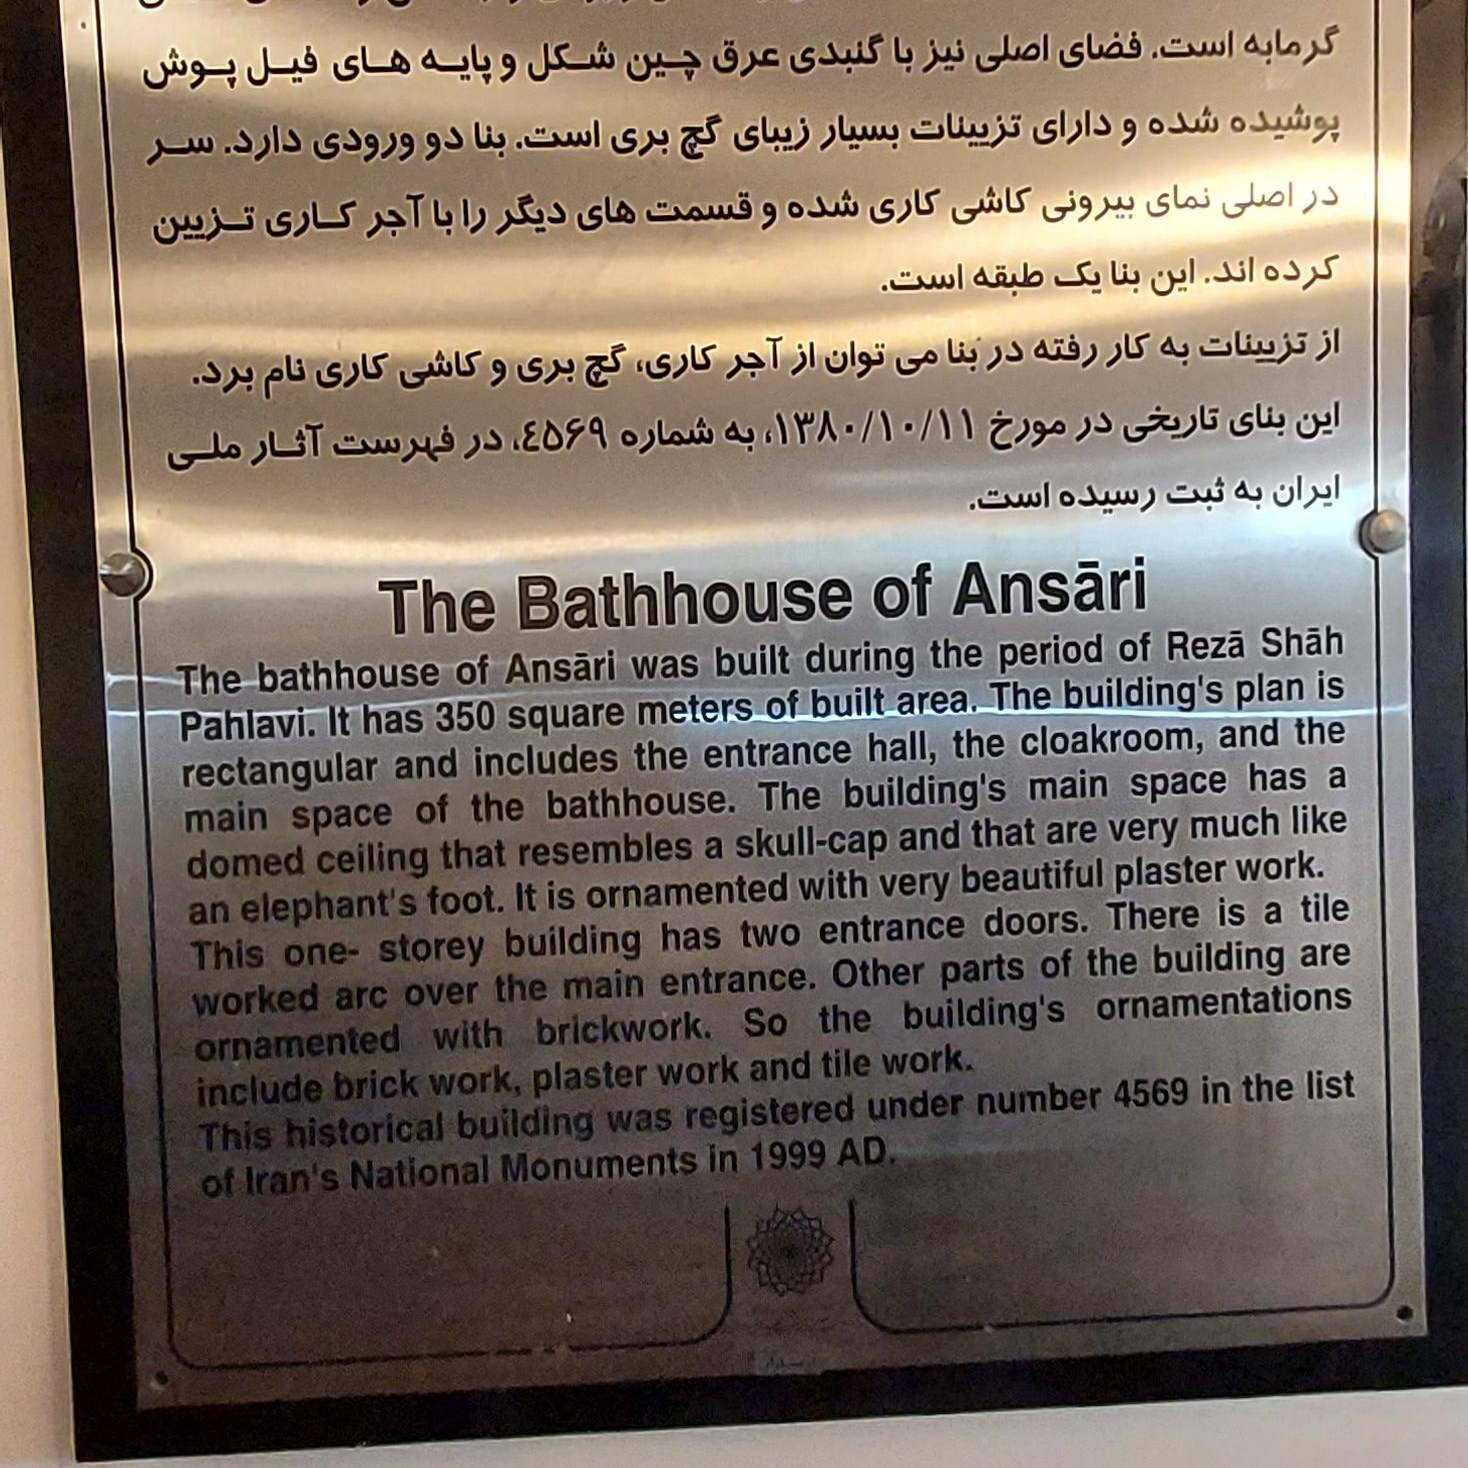 گرمابه است. فضای اصلی نیز با گنبدی عرق چین شکل و پایه های فیل پوش
پوشیده شده و دارای تزیینات بسیار زیبای گچ بری است. بنا دو ورودی دارد. سر
در اصلی نمای بیرونی کاشی کاری شده و قسمت های دیگر را با آجر کاری تزیین
کرده اند. این بنا یک طبقه است.
از تزیینات به کار رفته در بنا می توان از آجر کاری، گچ بری و کاشی کاری نام برد.
این بنای تاریخی در مورخ ۱۳۸۰/۱۰/۱۱، به شماره ٤۵۶۹، در فهرست آثار ملی
ایران به ثبت رسیده است.
The Bathhouse of Ansāri
The bathhouse of Ansāri was built during the period of Rezā Shāh
Pahlavi. It has 350 square meters of built area. The building's plan is
rectangular and includes the entrance hall, the cloakroom, and the
main space of the bathhouse. The building's main space has a
domed ceiling that resembles a skull-cap and that are very much like
an elephant's foot. It is ornamented with very beautiful plaster work.
This one- storey building has two entrance doors. There is a tile
worked arc over the main entrance. Other parts of the building are
ornamented with brickwork. So the building's ornamentations
include brick work, plaster work and tile work.
This historical building was registered under number 4569 in the list
of Iran's National Monuments in 1999 AD.